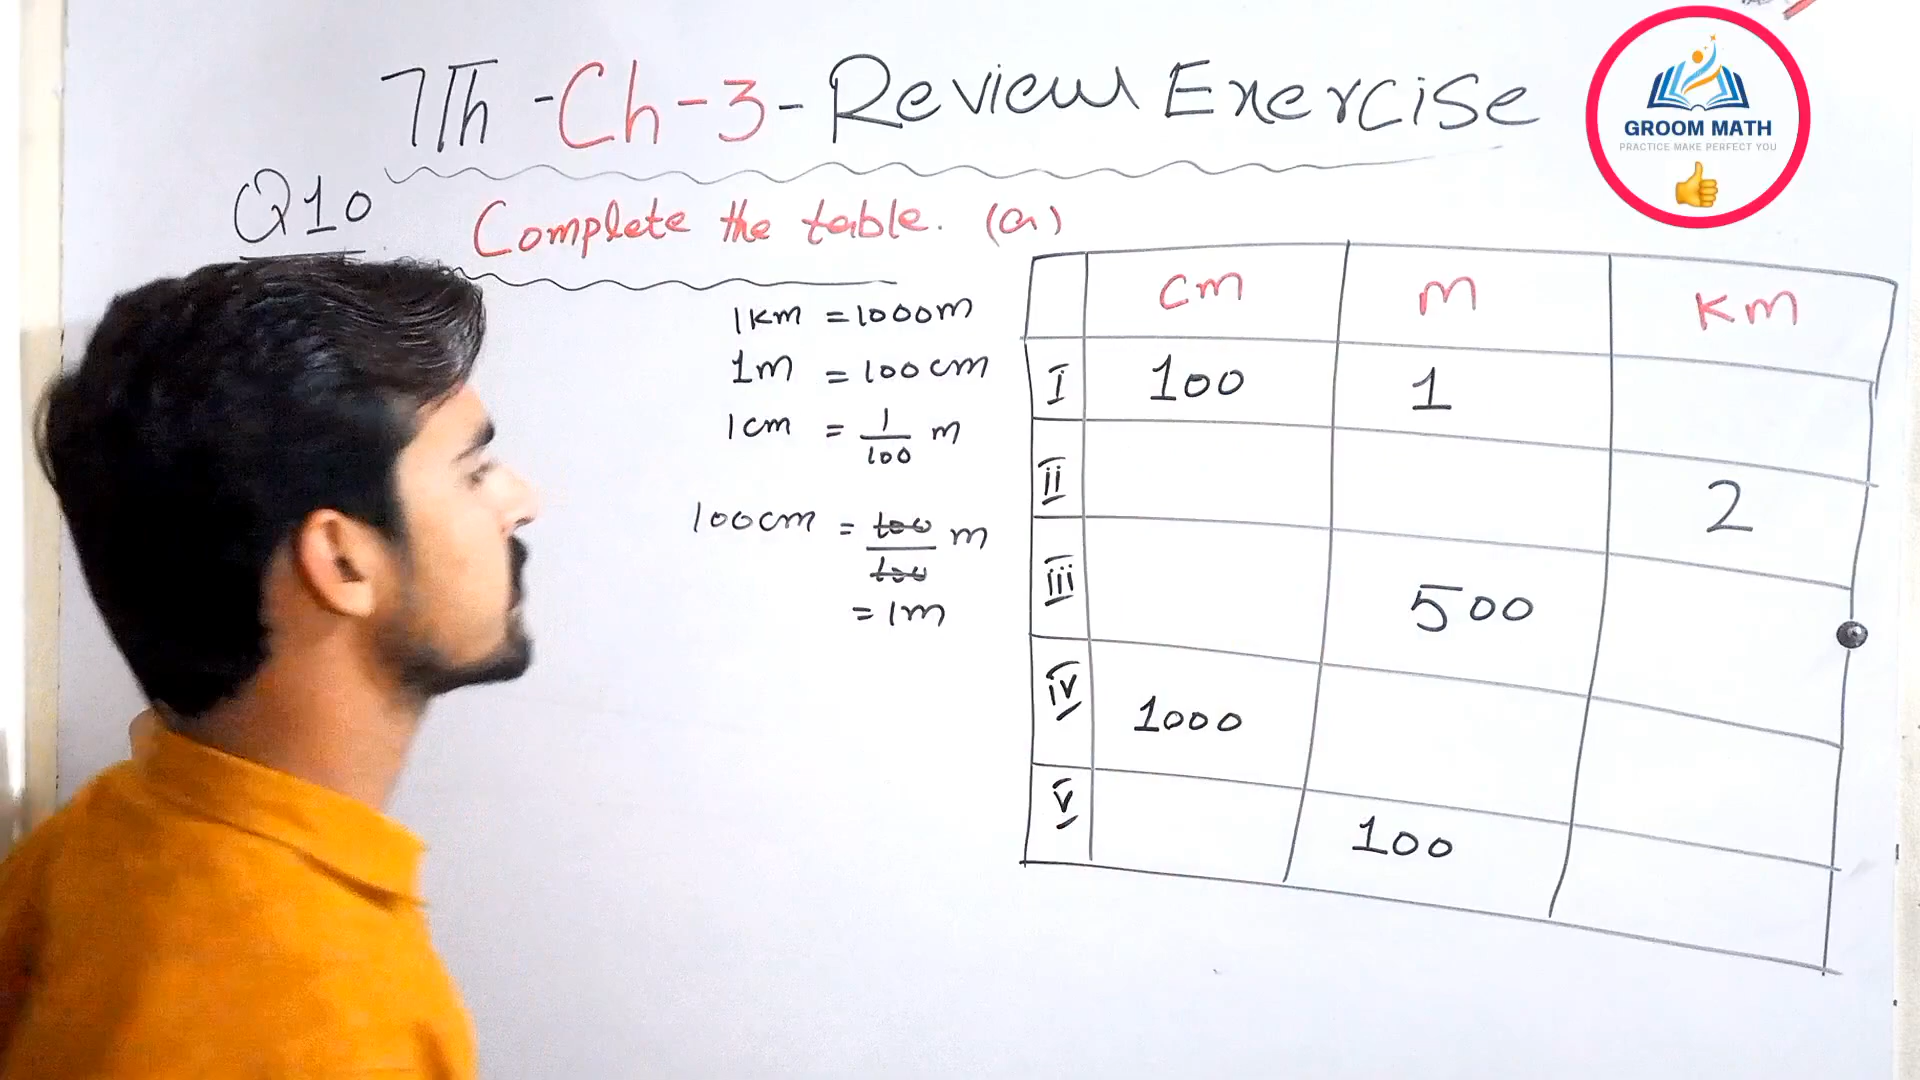 7Th - Ch - 3 - Review Exercise
GROOM MATH
PRACTICE MAKE PERFECT YOU
Q10 Complete the table. (a)
1km = 1000m
1m = 100cm
1cm = 1/100 m
100cm = 100/100 m
= 1m
cm m Km
I 100 1
ii 2
iii 500
iv 1000
v 100